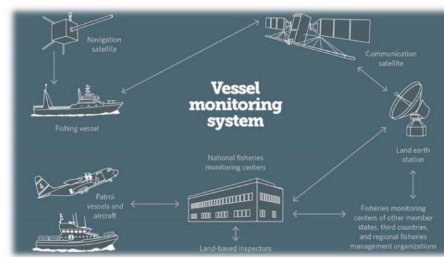 Navigation
satellite
Communication
satellite
Vessel
monitoring
system
Fishing vessel
Land earth
station
National fisheries
monitoring centers
Patrol
vessels and
aircraft
Fisheries monitoring
centers of other member
states, third countries,
and regional fisheries
management organizations
Land-based inspectors